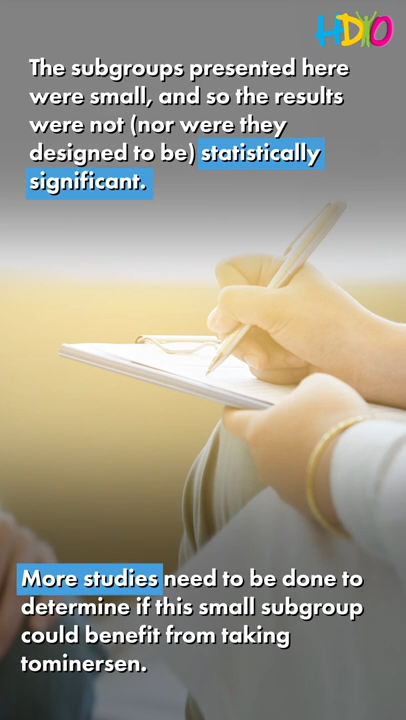 HDYO
The subgroups presented here
were small, and so the results
were not (nor were they
designed to be) statistically
significant.
More studies need to be done to
determine if this small subgroup
could benefit from taking
tominersen.